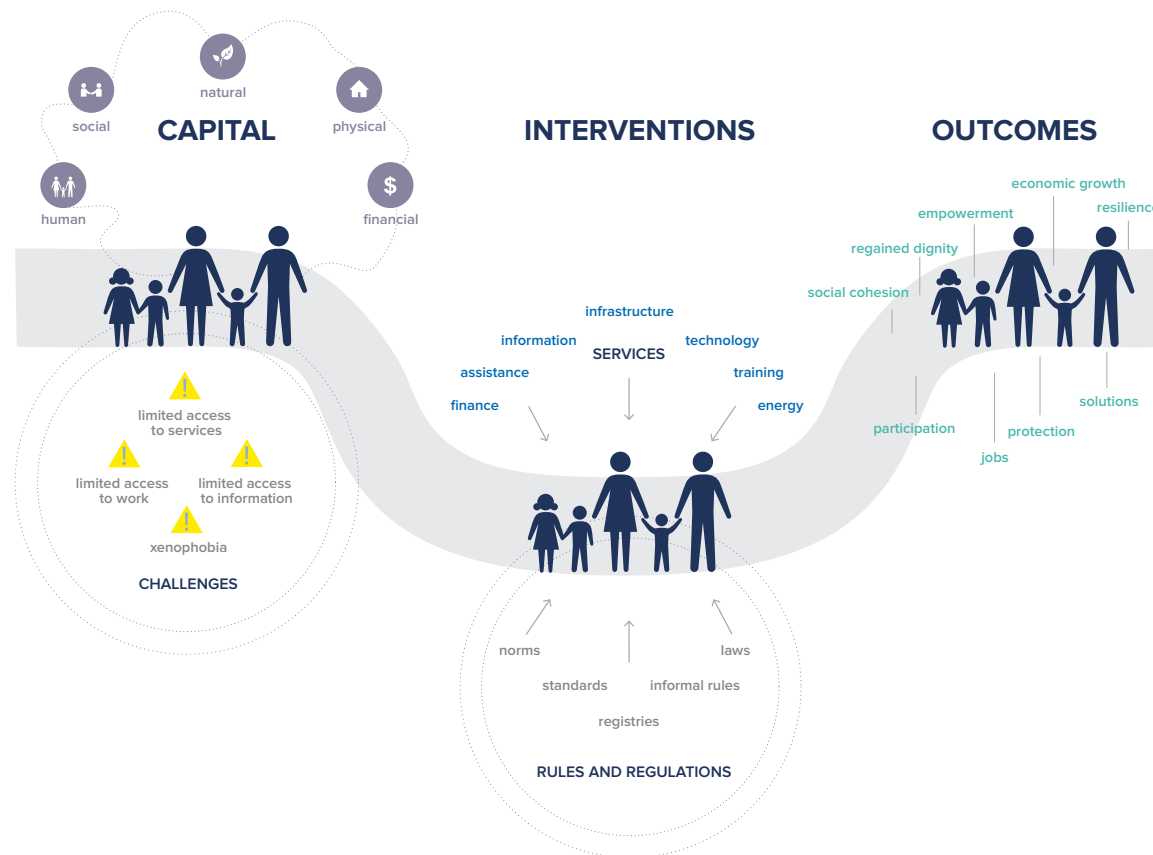 natural
social
physical
CAPITAL
human
$
financial
!
limited access
to services
!
!
limited access
to work
limited access
to information
!
xenophobia
CHALLENGES
INTERVENTIONS
infrastructure
information
technology
SERVICES
assistance
training
finance
energy
norms
laws
standards
informal rules
registries
RULES AND REGULATIONS
OUTCOMES
economic growth
resilience
empowerment
regained dignity
social cohesion
solutions
participation
protection
jobs